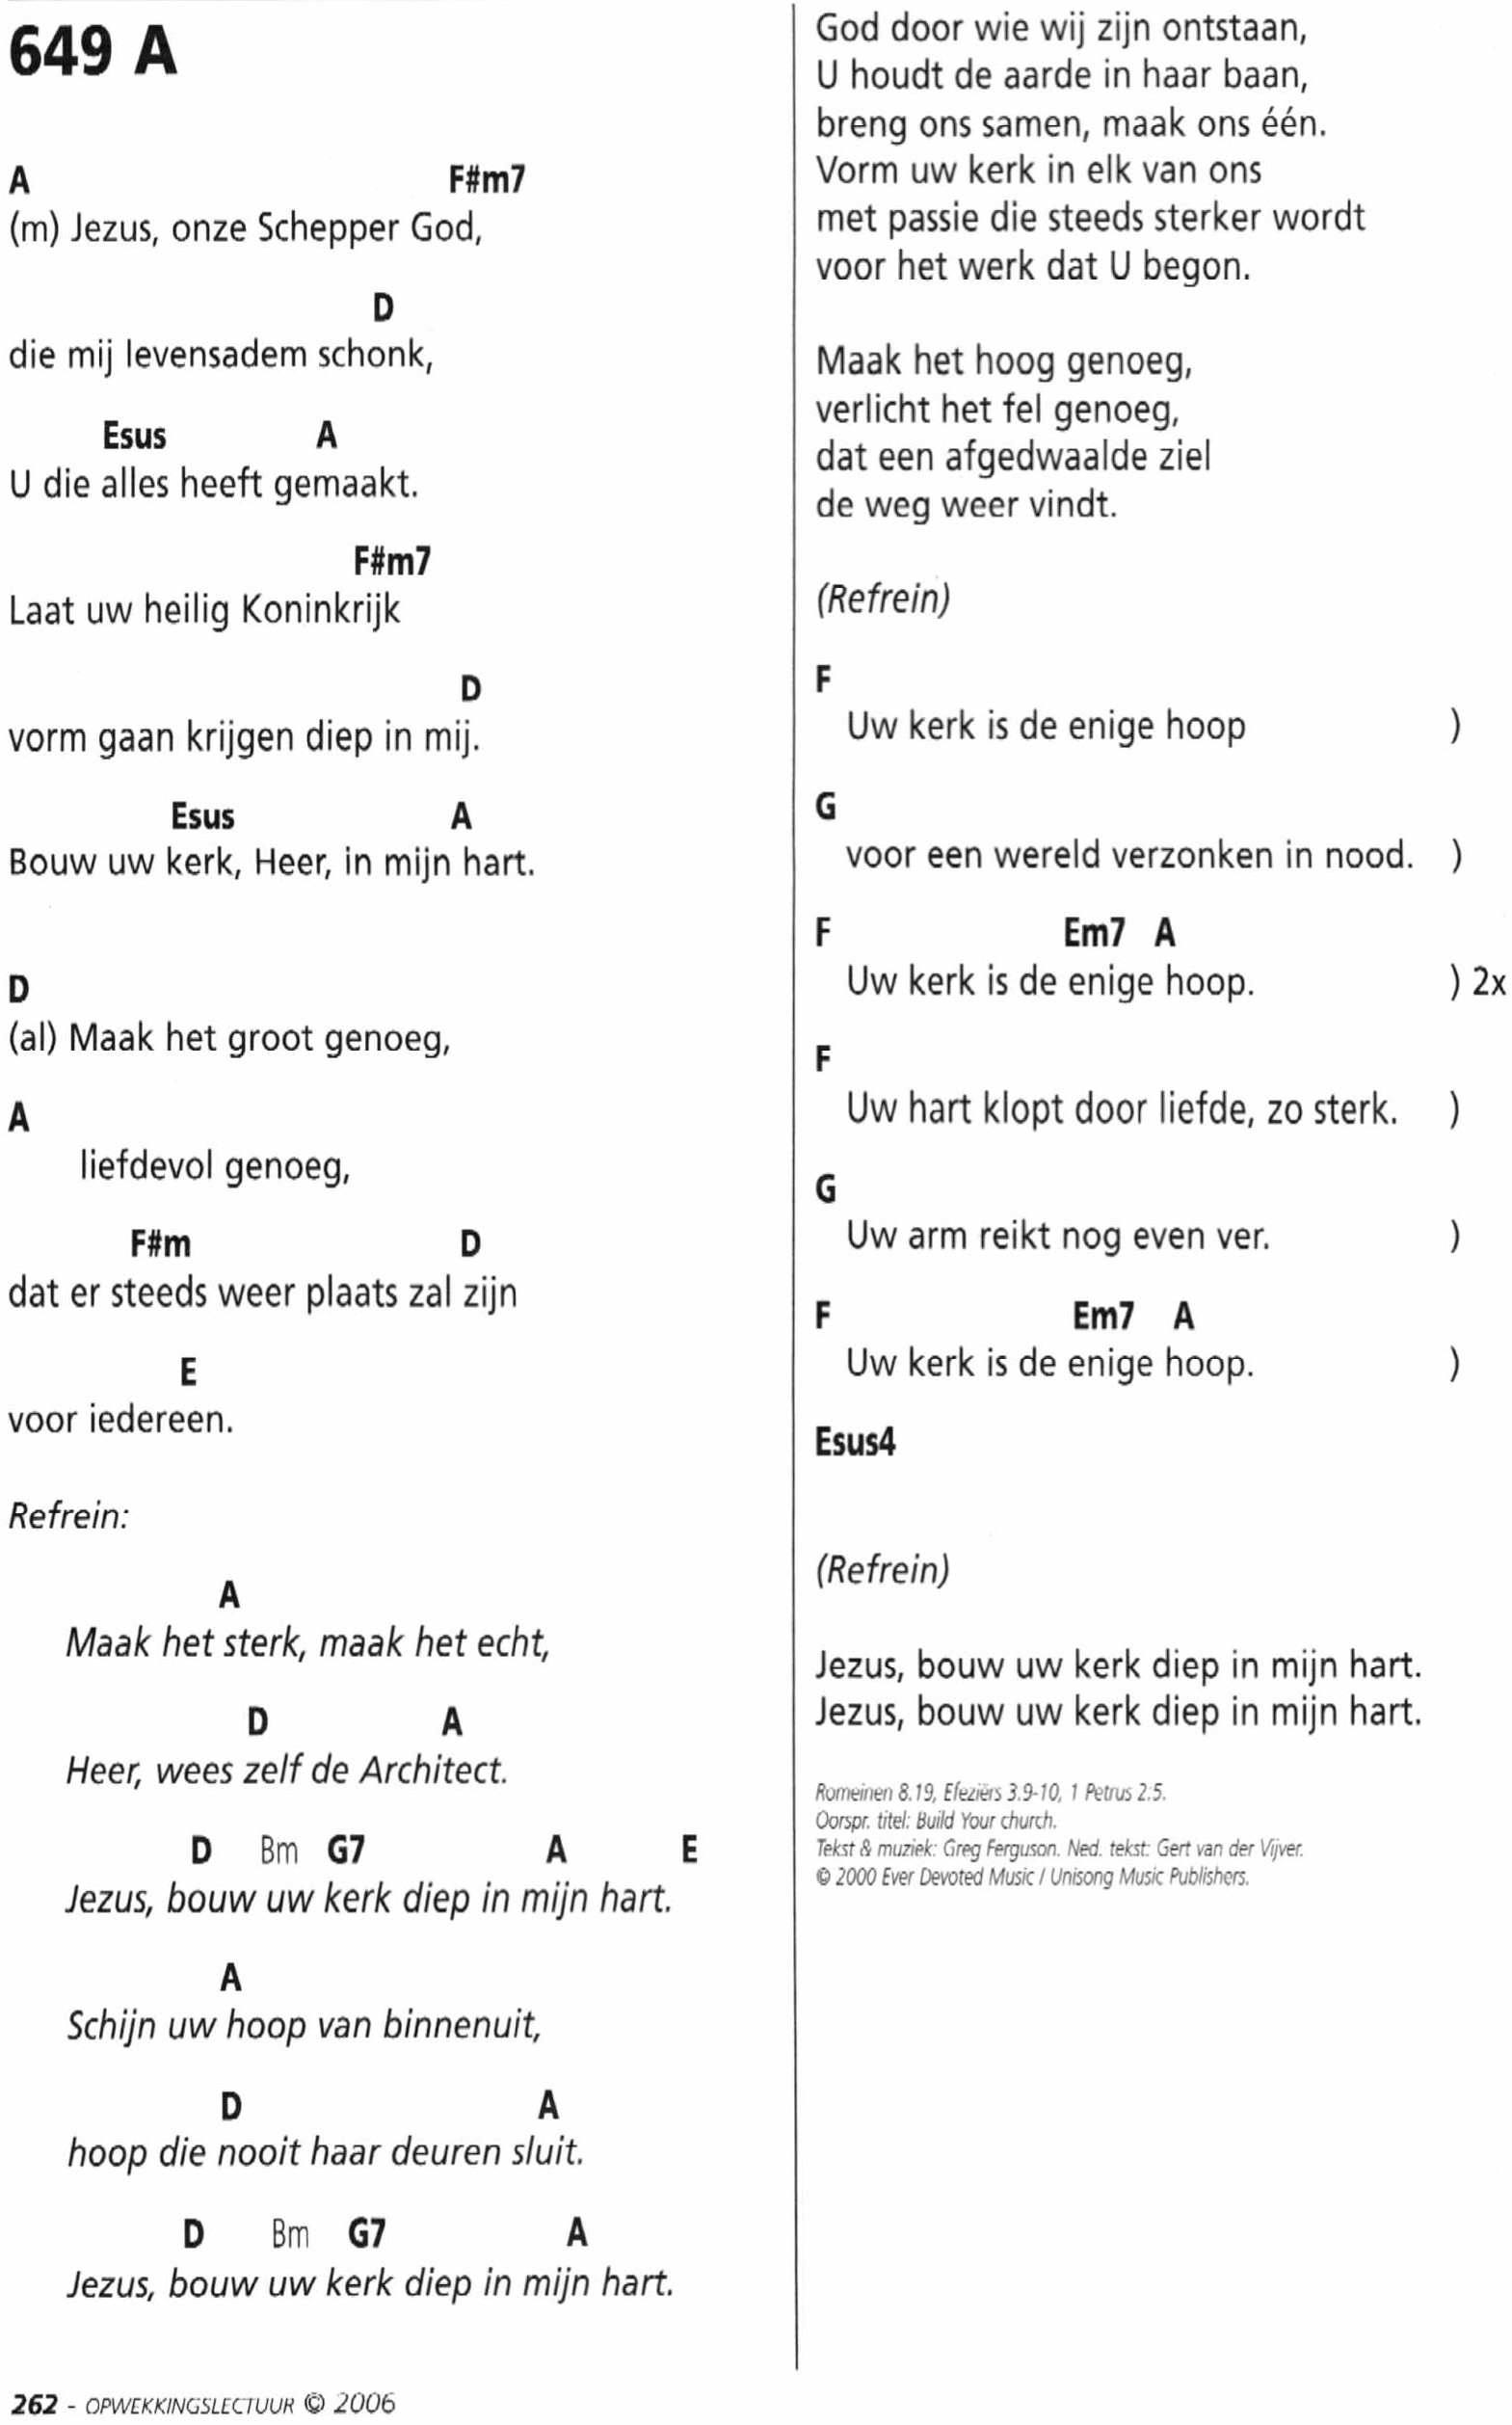 649 A
A F#m7
(m) Jezus, onze Schepper God,
D
die mij levensadem schonk,
Esus A
U die alles heeft gemaakt.
F#m7
Laat uw heilig Koninkrijk
D
vorm gaan krijgen diep in mij.
Esus A
Bouw uw kerk, Heer, in mijn hart.
D
(al) Maak het groot genoeg,
A
liefdevol genoeg,
F#m D
dat er steeds weer plaats zal zijn
E
voor iedereen.
Refrein:
A
Maak het sterk, maak het echt,
D A
Heer, wees zelf de Architect.
D Bm G7 A E
Jezus, bouw uw kerk diep in mijn hart.
A
Schijn uw hoop van binnenuit,
D A
hoop die nooit haar deuren sluit.
D Bm G7 A
Jezus, bouw uw kerk diep in mijn hart.
God door wie wij zijn ontstaan,
U houdt de aarde in haar baan,
breng ons samen, maak ons één.
Vorm uw kerk in elk van ons
met passie die steeds sterker wordt
voor het werk dat U begon.
Maak het hoog genoeg,
verlicht het fel genoeg,
dat een afgedwaalde ziel
de weg weer vindt.
(Refrein)
F
Uw kerk is de enige hoop )
G
voor een wereld verzonken in nood. )
F Em7 A
Uw kerk is de enige hoop. ) 2x
F
Uw hart klopt door liefde, zo sterk. )
G
Uw arm reikt nog even ver. )
F Em7 A
Uw kerk is de enige hoop. )
Esus4
(Refrein)
Jezus, bouw uw kerk diep in mijn hart.
Jezus, bouw uw kerk diep in mijn hart.
Romeinen 8.19, Efeziërs 3.9-10, 1 Petrus 2:5.
Oorspr. titel: Build Your church.
Tekst & muziek: Greg Ferguson. Ned. tekst: Gert van der Vijver.
© 2000 Ever Devoted Music / Unisong Music Publishers.
262 - OPWEKKINGSLECTUUR © 2006